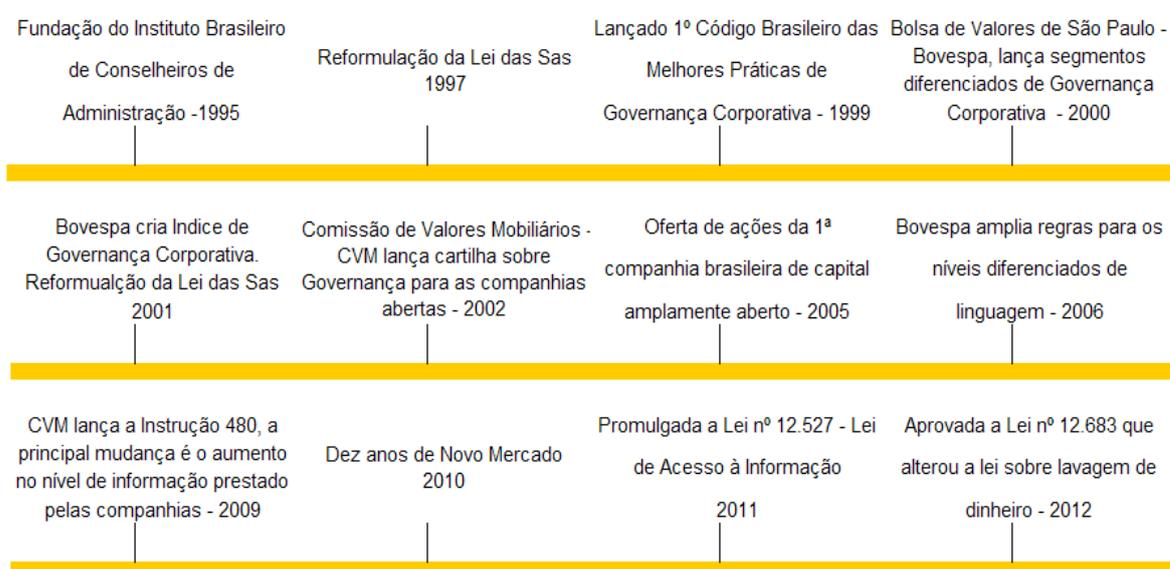 Fundação do Instituto Brasileiro
de Conselheiros de
Administração -1995
Reformulação da Lei das Sas
1997
Lançado 1º Código Brasileiro das
Melhores Práticas de
Governança Corporativa - 1999
Bolsa de Valores de São Paulo -
Bovespa, lança segmentos
diferenciados de Governança
Corporativa - 2000
Bovespa cria Indice de
Governança Corporativa.
Reformualção da Lei das Sas
2001
Comissão de Valores Mobiliários -
CVM lança cartilha sobre
Governança para as companhias
abertas - 2002
Oferta de ações da 1ª
companhia brasileira de capital
amplamente aberto - 2005
Bovespa amplia regras para os
níveis diferenciados de
linguagem - 2006
CVM lança a Instrução 480, a
principal mudança é o aumento
no nível de informação prestado
pelas companhias - 2009
Dez anos de Novo Mercado
2010
Promulgada a Lei nº 12.527 - Lei
de Acesso à Informação
2011
Aprovada a Lei nº 12.683 que
alterou a lei sobre lavagem de
dinheiro - 2012